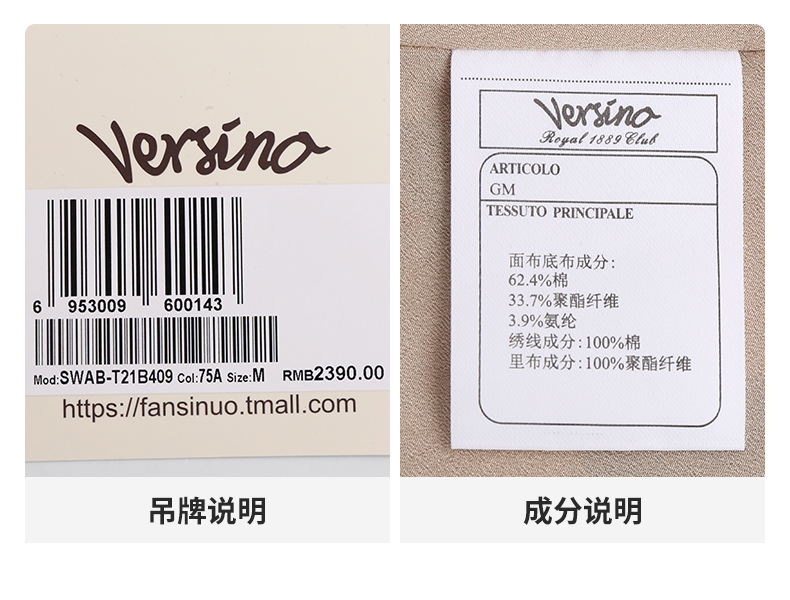 Versino
6 953009 600143
Mod:SWAB-T21B409 Col:75A Size:M RMB2390.00
https://fansinuo.tmall.com
吊牌说明
Versino
Royal 1889 Club
ARTICOLO
GM
TESSUTO PRINCIPALE
面布底布成分:
62.4%棉
33.7%聚酯纤维
3.9%氨纶
绣线成分:100%棉
里布成分:100%聚酯纤维
成分说明